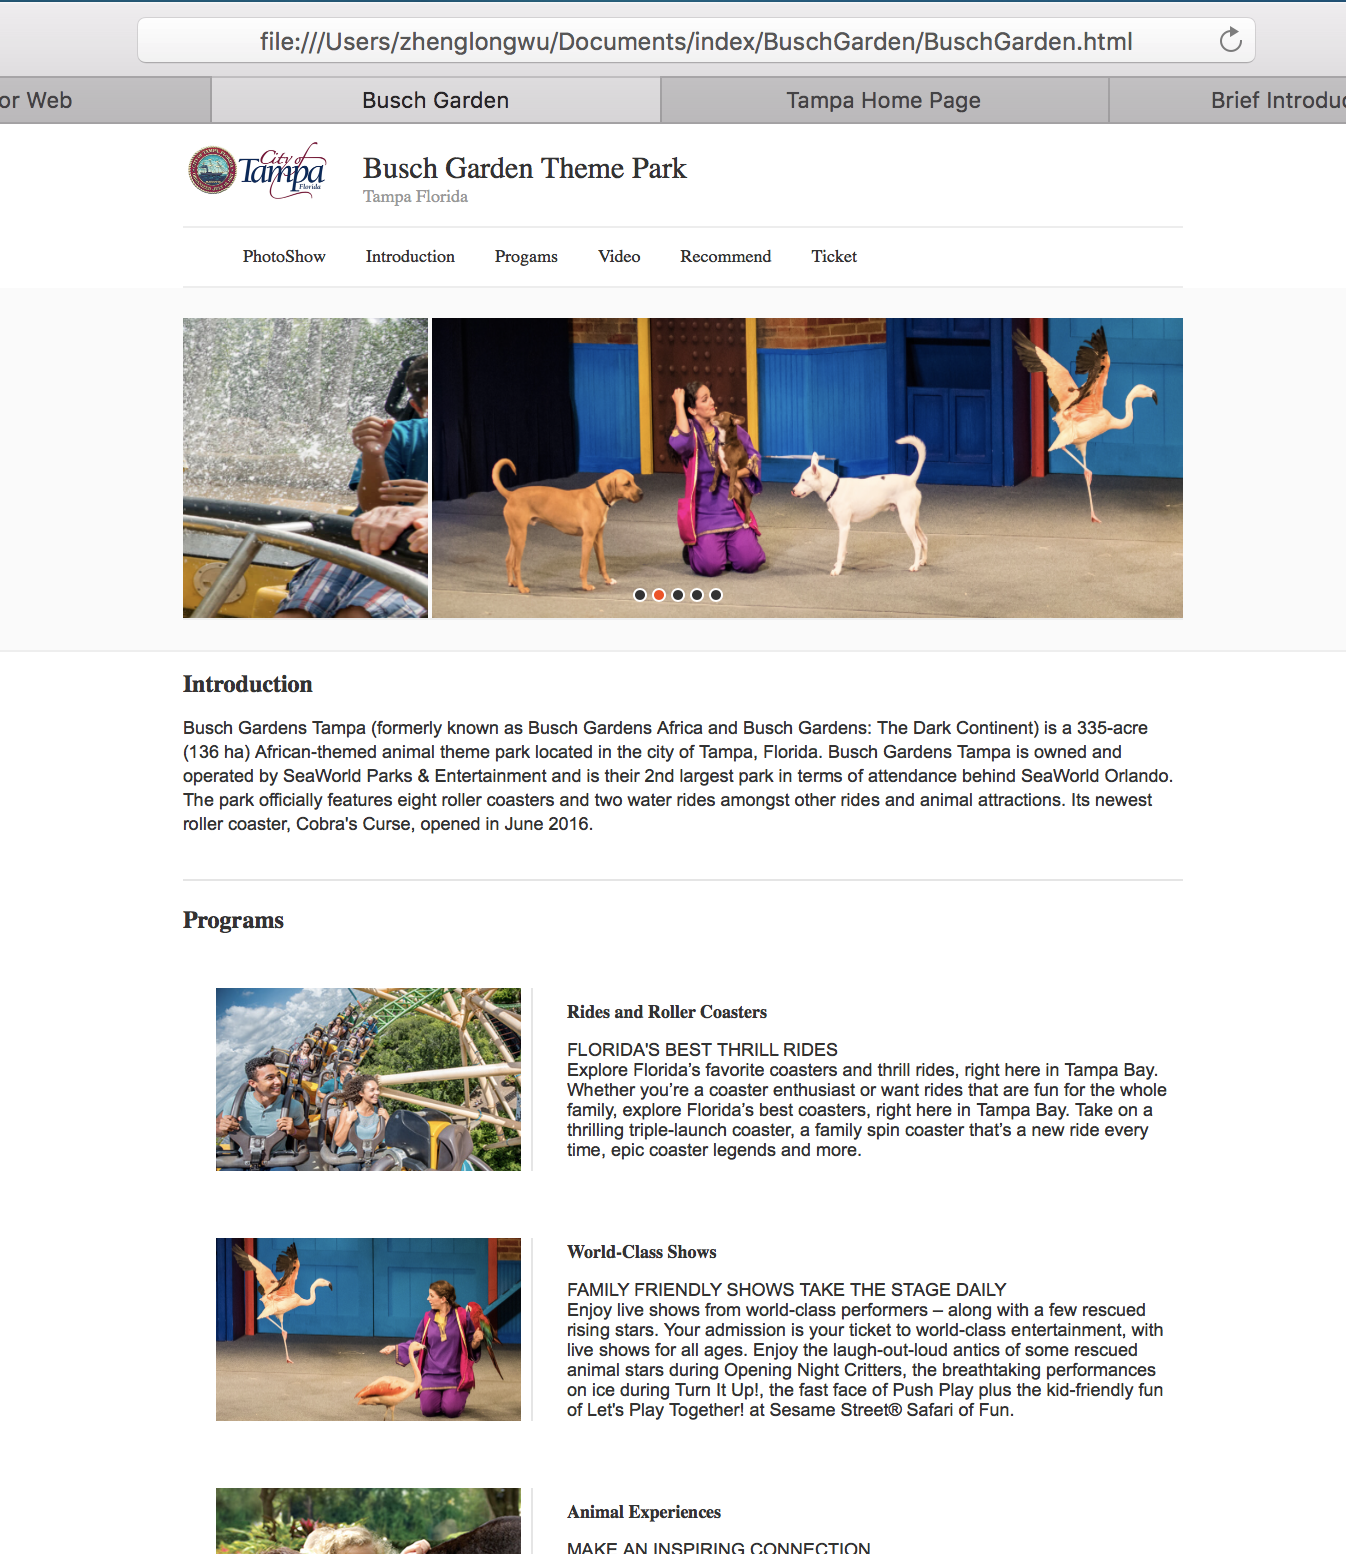 file:///Users/zhenglongwu/Documents/index/BuschGarden/BuschGarden.html
or Web
Busch Garden
Tampa Home Page
Brief Introduc
City of
Tampa
Florida
Busch Garden Theme Park
Tampa Florida
PhotoShow
Introduction
Progams
Video
Recommend
Ticket
Introduction
Busch Gardens Tampa (formerly known as Busch Gardens Africa and Busch Gardens: The Dark Continent) is a 335-acre
(136 ha) African-themed animal theme park located in the city of Tampa, Florida. Busch Gardens Tampa is owned and
operated by SeaWorld Parks & Entertainment and is their 2nd largest park in terms of attendance behind SeaWorld Orlando.
The park officially features eight roller coasters and two water rides amongst other rides and animal attractions. Its newest
roller coaster, Cobra's Curse, opened in June 2016.
Programs
Rides and Roller Coasters
FLORIDA'S BEST THRILL RIDES
Explore Florida’s favorite coasters and thrill rides, right here in Tampa Bay.
Whether you’re a coaster enthusiast or want rides that are fun for the whole
family, explore Florida’s best coasters, right here in Tampa Bay. Take on a
thrilling triple-launch coaster, a family spin coaster that’s a new ride every
time, epic coaster legends and more.
World-Class Shows
FAMILY FRIENDLY SHOWS TAKE THE STAGE DAILY
Enjoy live shows from world-class performers – along with a few rescued
rising stars. Your admission is your ticket to world-class entertainment, with
live shows for all ages. Enjoy the laugh-out-loud antics of some rescued
animal stars during Opening Night Critters, the breathtaking performances
on ice during Turn It Up!, the fast face of Push Play plus the kid-friendly fun
of Let's Play Together! at Sesame Street® Safari of Fun.
Animal Experiences
MAKE AN INSPIRING CONNECTION